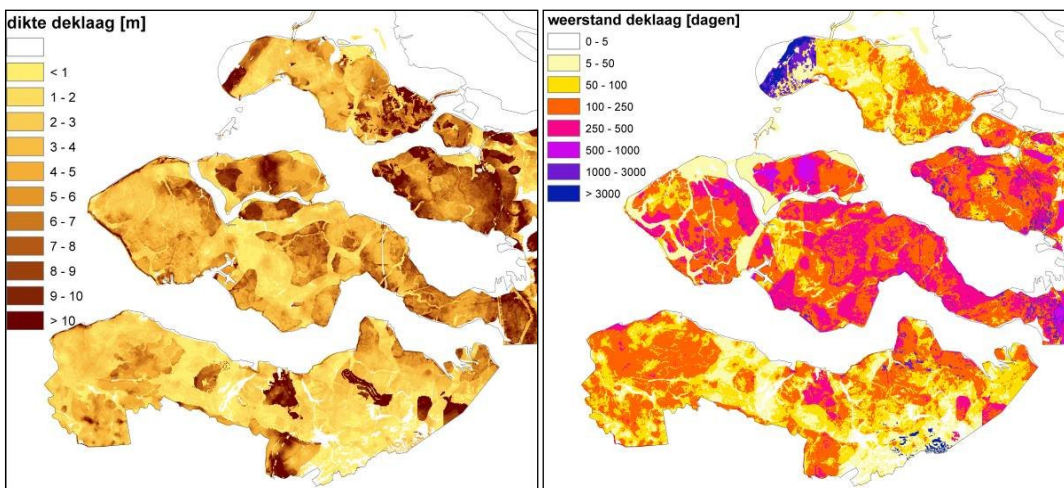 dikte deklaag [m]
< 1
1 - 2
2 - 3
3 - 4
4 - 5
5 - 6
6 - 7
7 - 8
8 - 9
9 - 10
> 10
weerstand deklaag [dagen]
0 - 5
5 - 50
50 - 100
100 - 250
250 - 500
500 - 1000
1000 - 3000
> 3000